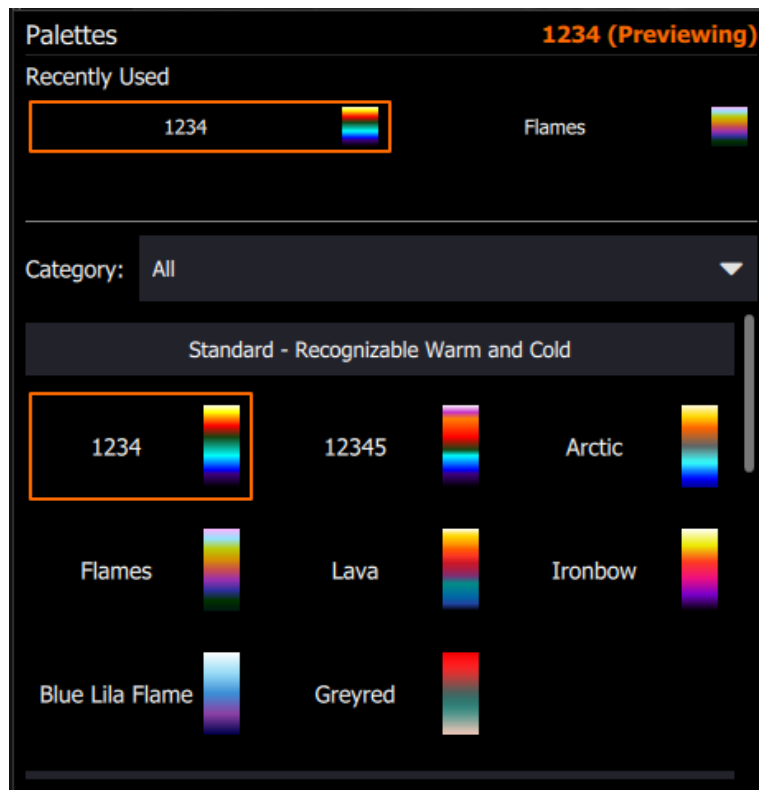 Palettes 1234 (Previewing)
Recently Used
1234 Flames
Category: All
Standard - Recognizable Warm and Cold
1234 12345 Arctic
Flames Lava Ironbow
Blue Lila Flame Greyred